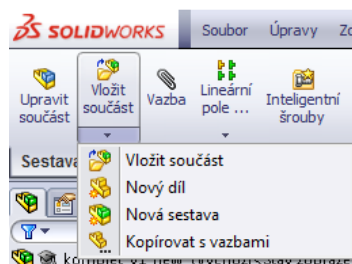 SOLIDWORKS Soubor Úpravy
Upravit součást
Vložit součást
Vazba
Lineární pole ...
Inteligentní šrouby
Vložit součást
Nový díl
Nová sestava
Kopírovat s vazbami